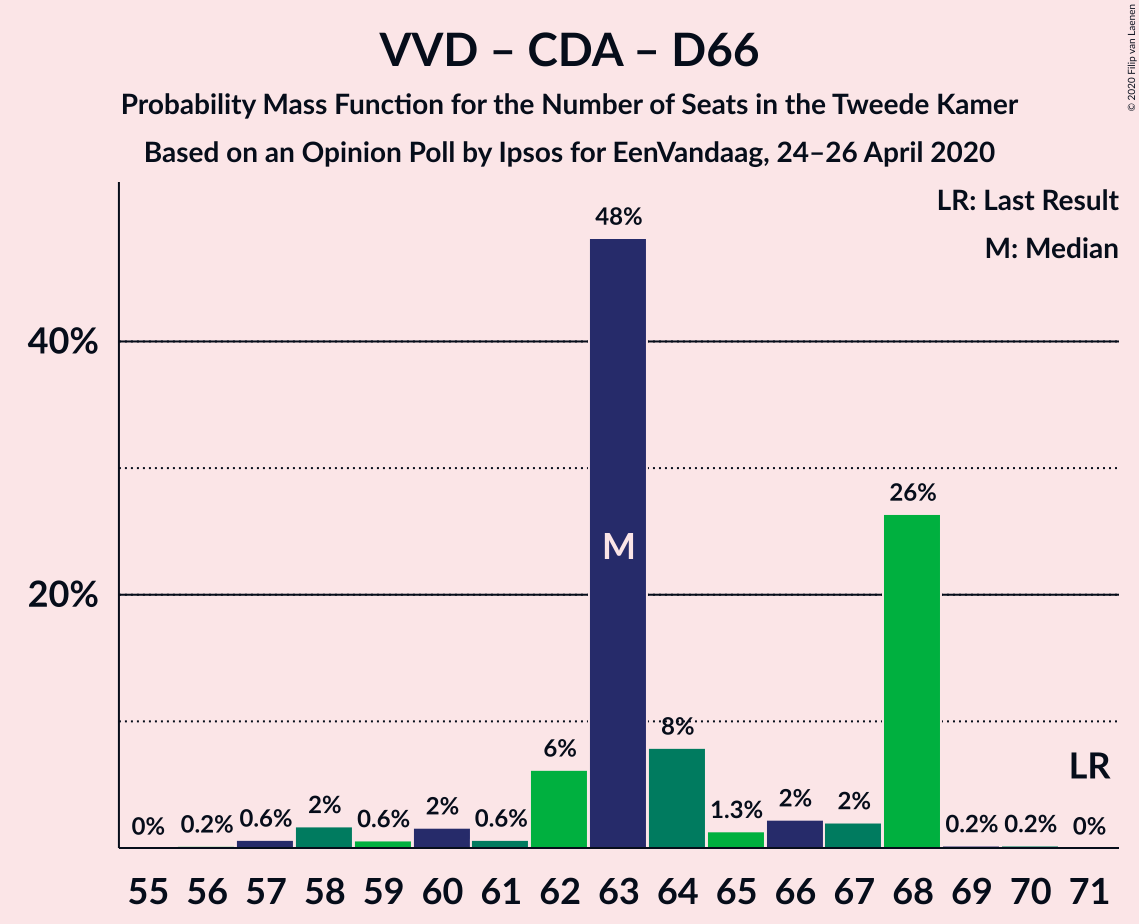 VVD – CDA – D66
Probability Mass Function for the Number of Seats in the Tweede Kamer
Based on an Opinion Poll by Ipsos for EenVandaag, 24–26 April 2020
© 2020 Filip van Laenen
LR: Last Result
M: Median
40%
20%
0%
0.2%
0.6%
2%
0.6%
2%
0.6%
6%
48%
M
8%
1.3%
2%
2%
26%
0.2%
0.2%
0%
LR
55 56 57 58 59 60 61 62 63 64 65 66 67 68 69 70 71